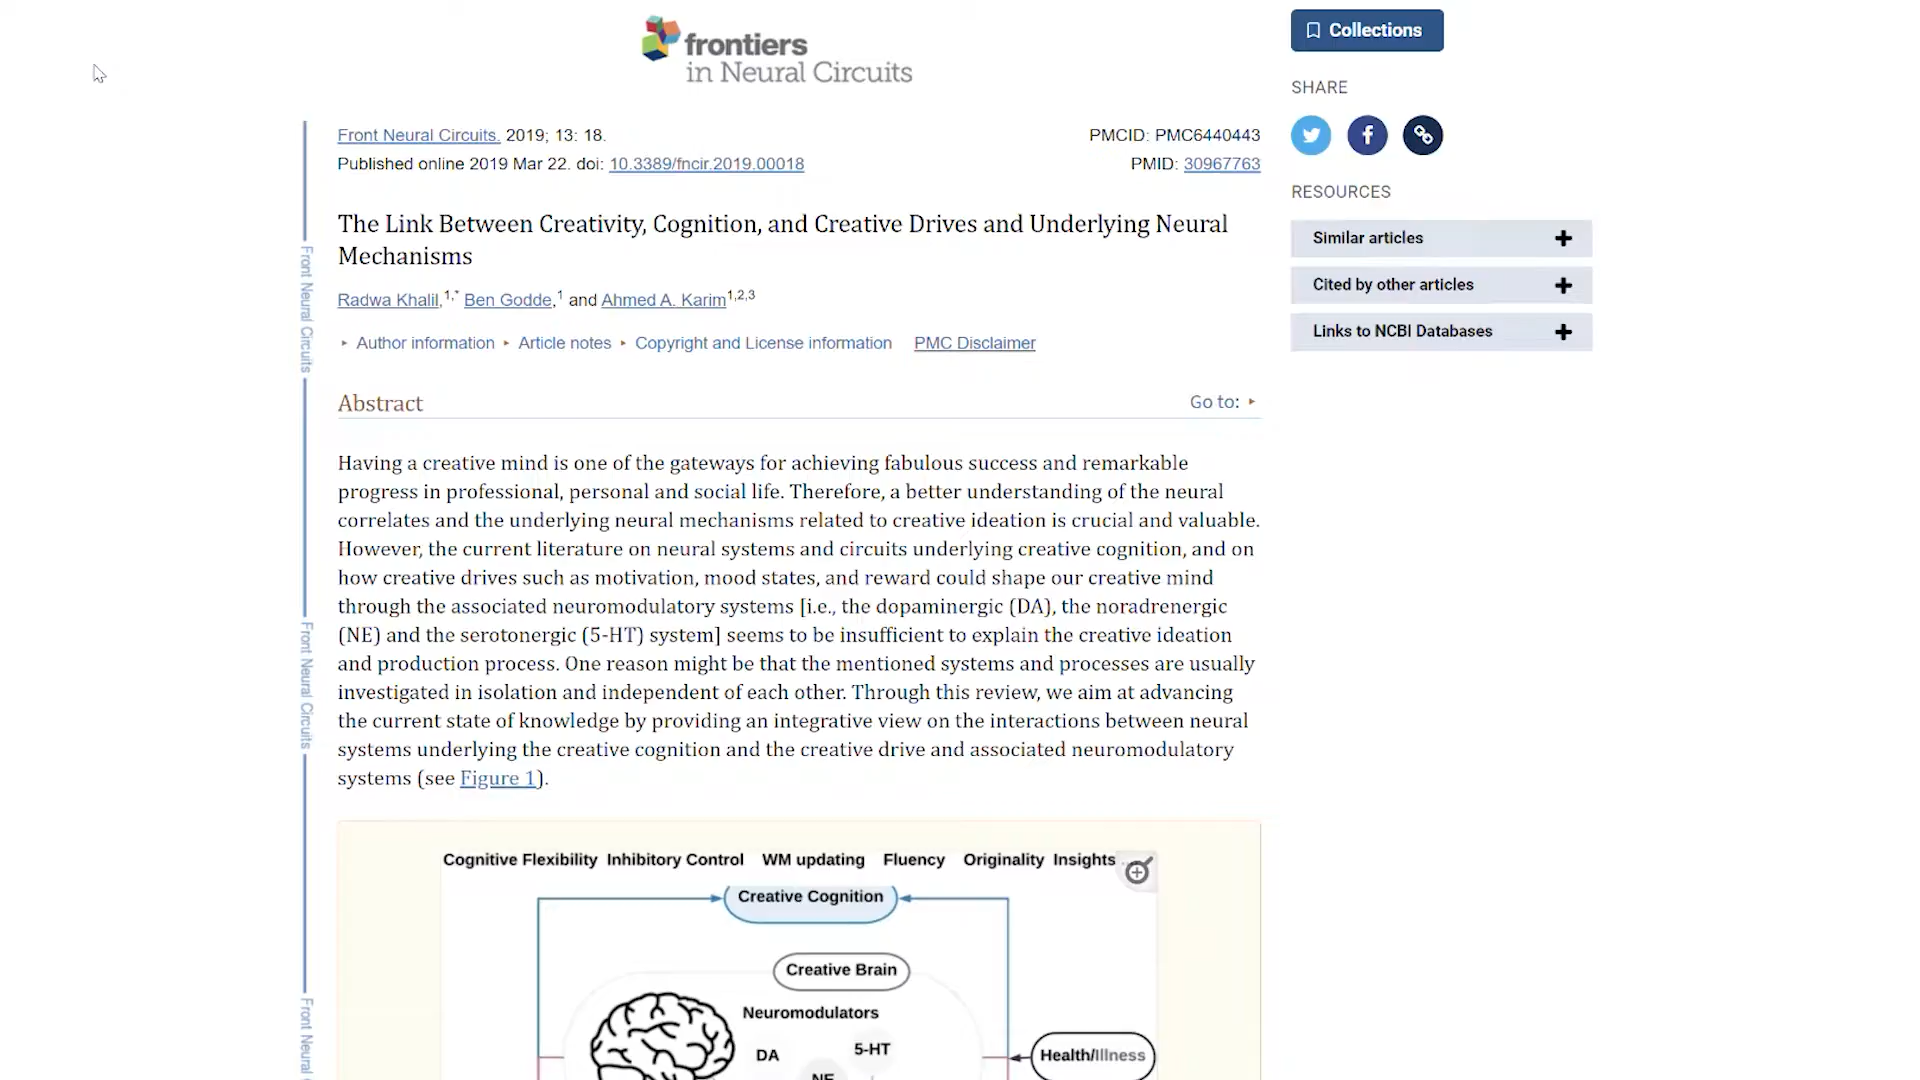 frontiers
in Neural Circuits
Collections
SHARE
Front Neural Circuits. 2019; 13: 18.
PMCID: PMC6440443
Published online 2019 Mar 22. doi: 10.3389/fncir.2019.00018
PMID: 30967763
RESOURCES
Similar articles
Cited by other articles
Links to NCBI Databases
The Link Between Creativity, Cognition, and Creative Drives and Underlying Neural
Mechanisms
Radwa Khalil,1,* Ben Godde,1 and Ahmed A. Karim1,2,3
Author information Article notes Copyright and License information PMC Disclaimer
Abstract
Go to:
Having a creative mind is one of the gateways for achieving fabulous success and remarkable
progress in professional, personal and social life. Therefore, a better understanding of the neural
correlates and the underlying neural mechanisms related to creative ideation is crucial and valuable.
However, the current literature on neural systems and circuits underlying creative cognition, and on
how creative drives such as motivation, mood states, and reward could shape our creative mind
through the associated neuromodulatory systems [i.e., the dopaminergic (DA), the noradrenergic
(NE) and the serotonergic (5-HT) system] seems to be insufficient to explain the creative ideation
and production process. One reason might be that the mentioned systems and processes are usually
investigated in isolation and independent of each other. Through this review, we aim at advancing
the current state of knowledge by providing an integrative view on the interactions between neural
systems underlying the creative cognition and the creative drive and associated neuromodulatory
systems (see Figure 1).
Cognitive Flexibility Inhibitory Control WM updating Fluency Originality Insights
Creative Cognition
Creative Brain
Neuromodulators
DA
5-HT
NE
Health/Illness
Front Neural Circuits
Front Neural Circuits
Front Neural